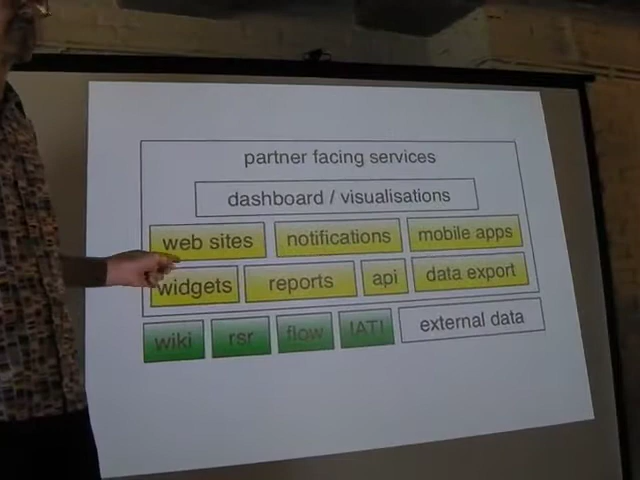 partner facing services
dashboard / visualisations
web sites notifications mobile apps
widgets reports api data export
wiki rsr flow IATI external data